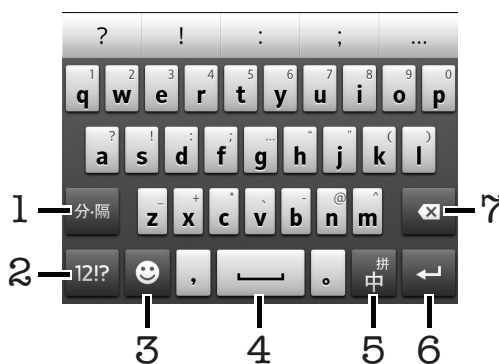 ? ! : ; ...
1 2 3 4 5 6 7 8 9 0
q w e r t y u i o p
? ! : ; ... " " ( )
a s d f g h j k l
_ + * 、 - @ ^
1 分·隔 z x c v b n m 7
2 12!? , 。 拼 中
3 4 5 6